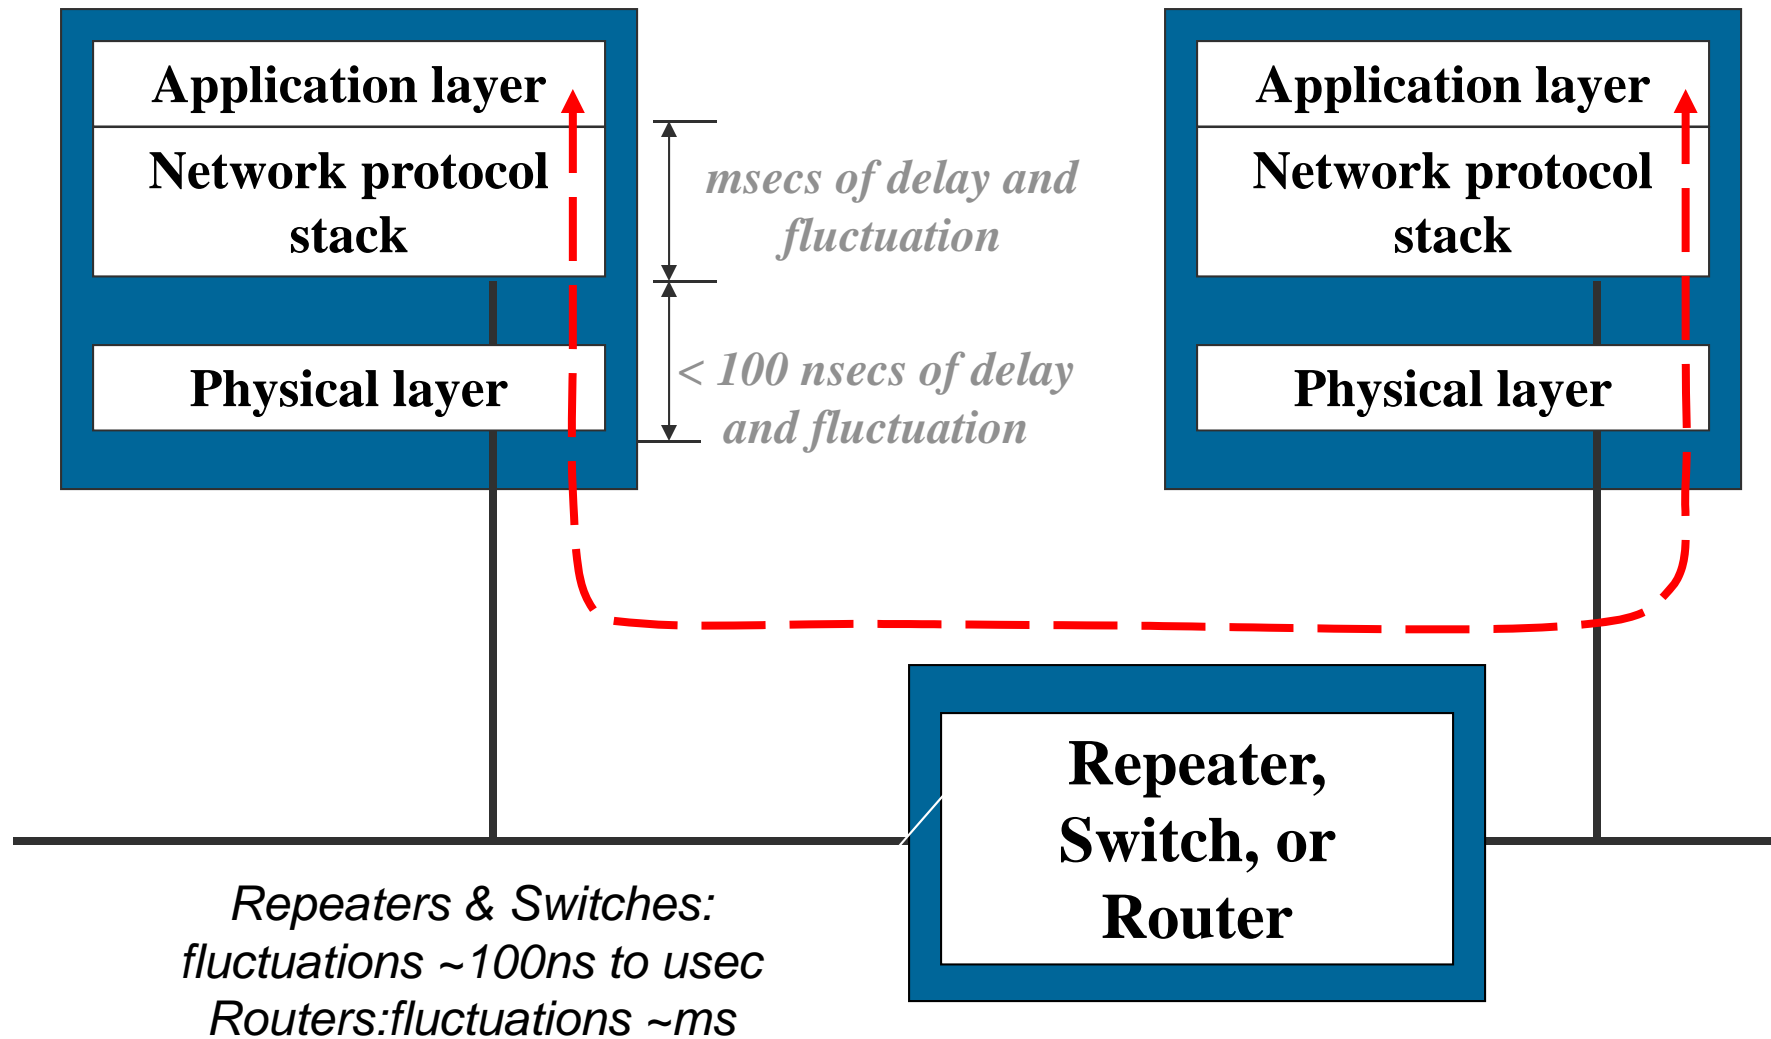 Application layer
Network protocol
stack
Physical layer
msecs of delay and
fluctuation
< 100 nsecs of delay
and fluctuation
Application layer
Network protocol
stack
Physical layer
Repeater,
Switch, or
Router
Repeaters & Switches:
fluctuations ~100ns to usec
Routers:fluctuations ~ms